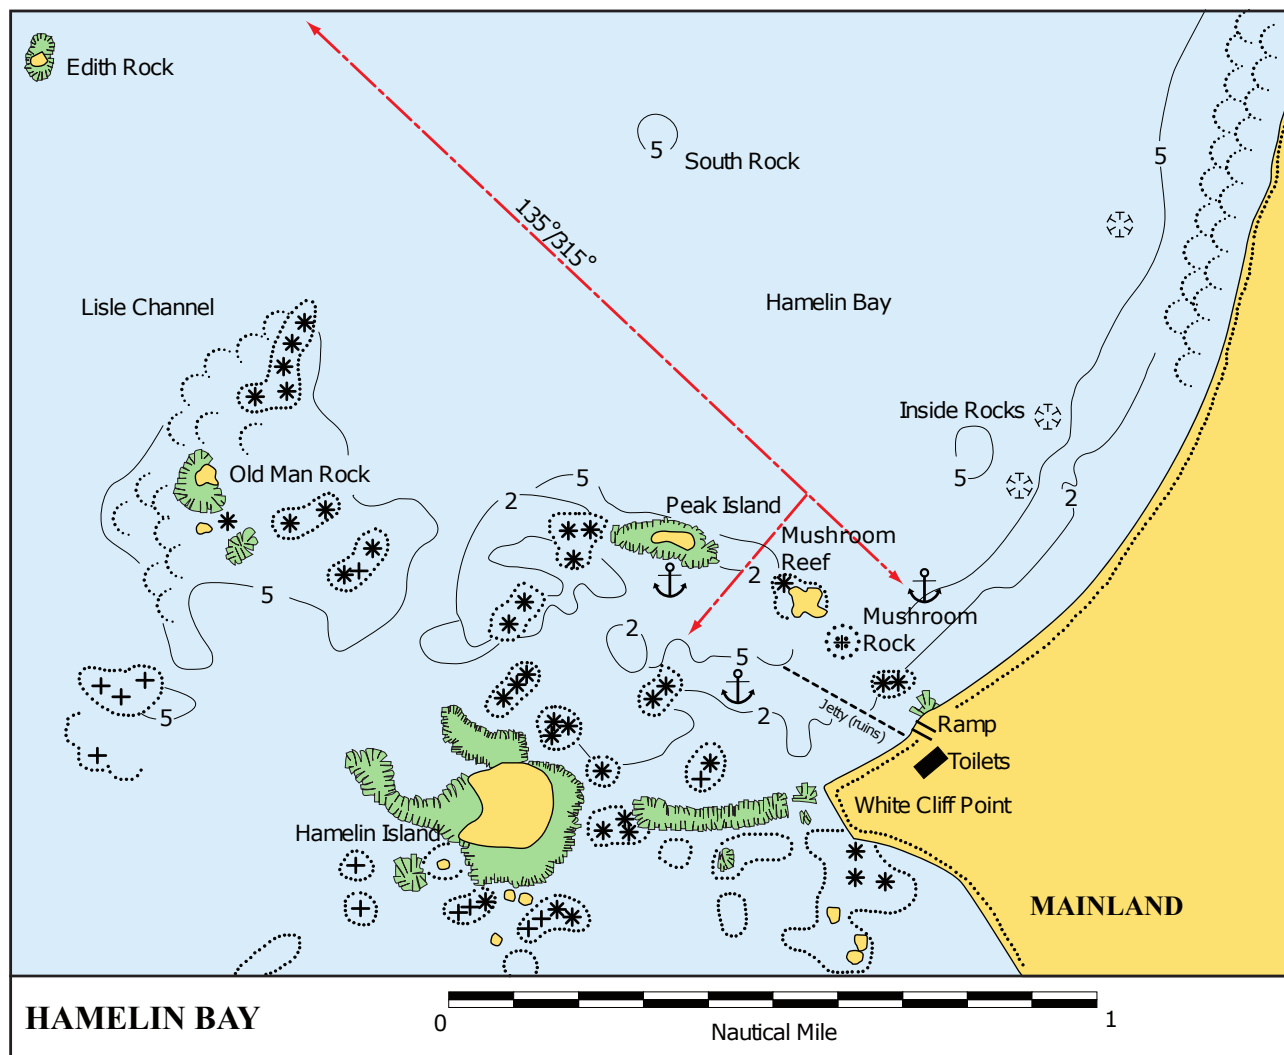 Edith Rock
5
South Rock
5
135°/315°
Lisle Channel
Hamelin Bay
Inside Rocks
Old Man Rock
5
2
5
2
Peak Island
Mushroom
Reef
2
5
Mushroom
Rock
2
5
5
2
Jetty (ruins)
Ramp
Toilets
White Cliff Point
Hamelin Island
MAINLAND
HAMELIN BAY
0
1
Nautical Mile